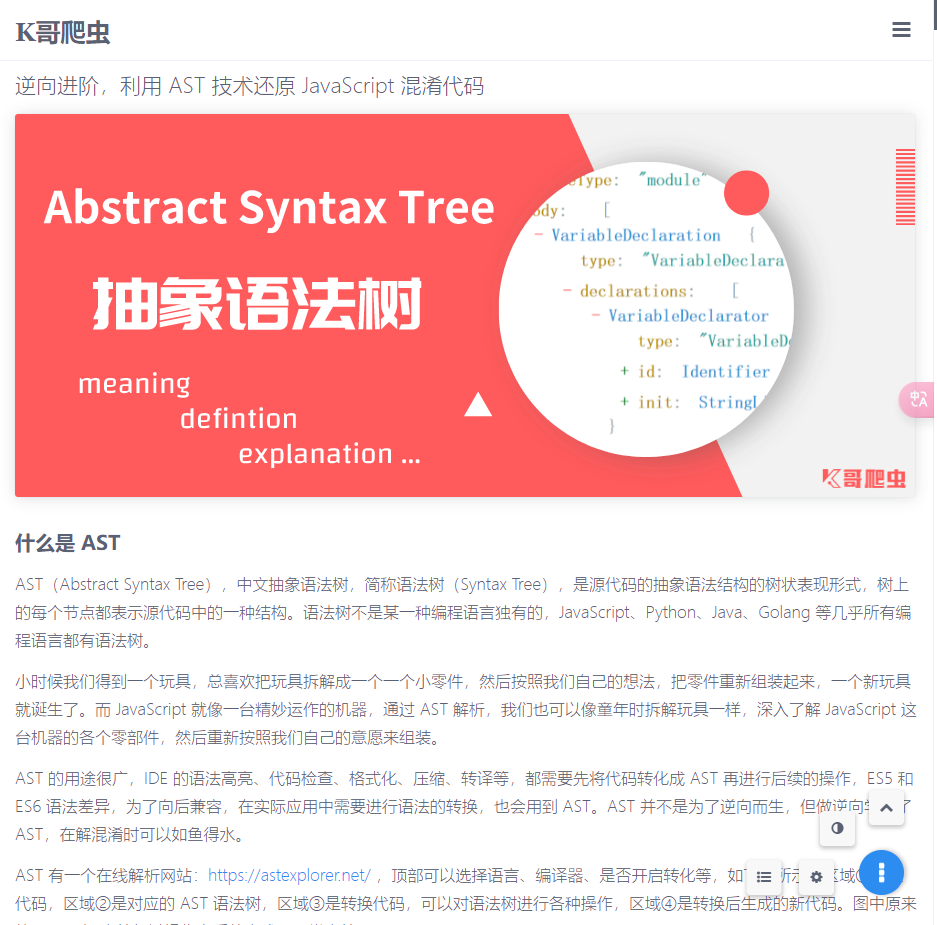 K哥爬虫
逆向进阶，利用 AST 技术还原 JavaScript 混淆代码
Abstract Syntax Tree
抽象语法树
meaning
defintion
explanation ...
"module"
[
- VariableDeclaration {
type: "VariableDeclara
- declarations: [
- VariableDeclarator
type: "VariableDe
+ id: Identifier
+ init: StringL
}
K哥爬虫
什么是 AST
AST（Abstract Syntax Tree），中文抽象语法树，简称语法树（Syntax Tree），是源代码的抽象语法结构的树状表现形式，树上
的每个节点都表示源代码中的一种结构。语法树不是某一种编程语言独有的，JavaScript、Python、Java、Golang 等几乎所有编
程语言都有语法树。
小时候我们得到一个玩具，总喜欢把玩具拆解成一个一个小零件，然后按照我们自己的想法，把零件重新组装起来，一个新玩具
就诞生了。而 JavaScript 就像一台精妙运作的机器，通过 AST 解析，我们也可以像童年时拆解玩具一样，深入了解 JavaScript 这
台机器的各个零部件，然后重新按照我们自己的意愿来组装。
AST 的用途很广，IDE 的语法高亮、代码检查、格式化、压缩、转译等，都需要先将代码转化成 AST 再进行后续的操作，ES5 和
ES6 语法差异，为了向后兼容，在实际应用中需要进行语法的转换，也会用到 AST。AST 并不是为了逆向而生，但做逆向学 了
AST，在解混淆时可以如鱼得水。
AST 有一个在线解析网站：https://astexplorer.net/ ，顶部可以选择语言、编译器、是否开启转化等，如下 所示 区域
代码，区域②是对应的 AST 语法树，区域③是转换代码，可以对语法树进行各种操作，区域④是转换后生成的新代码。图中原来